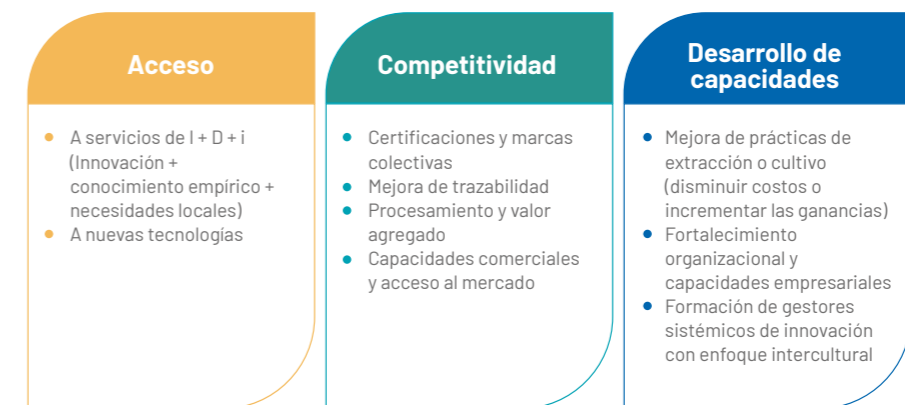 Acceso
A servicios de I + D + i
(Innovación +
conocimiento empírico +
necesidades locales)
A nuevas tecnologías
Competitividad
Certificaciones y marcas
colectivas
Mejora de trazabilidad
Procesamiento y valor
agregado
Capacidades comerciales
y acceso al mercado
Desarrollo de
capacidades
Mejora de prácticas de
extracción o cultivo
(disminuir costos o
incrementar las ganancias)
Fortalecimiento
organizacional y
capacidades empresariales
Formación de gestores
sistémicos de innovación
con enfoque intercultural